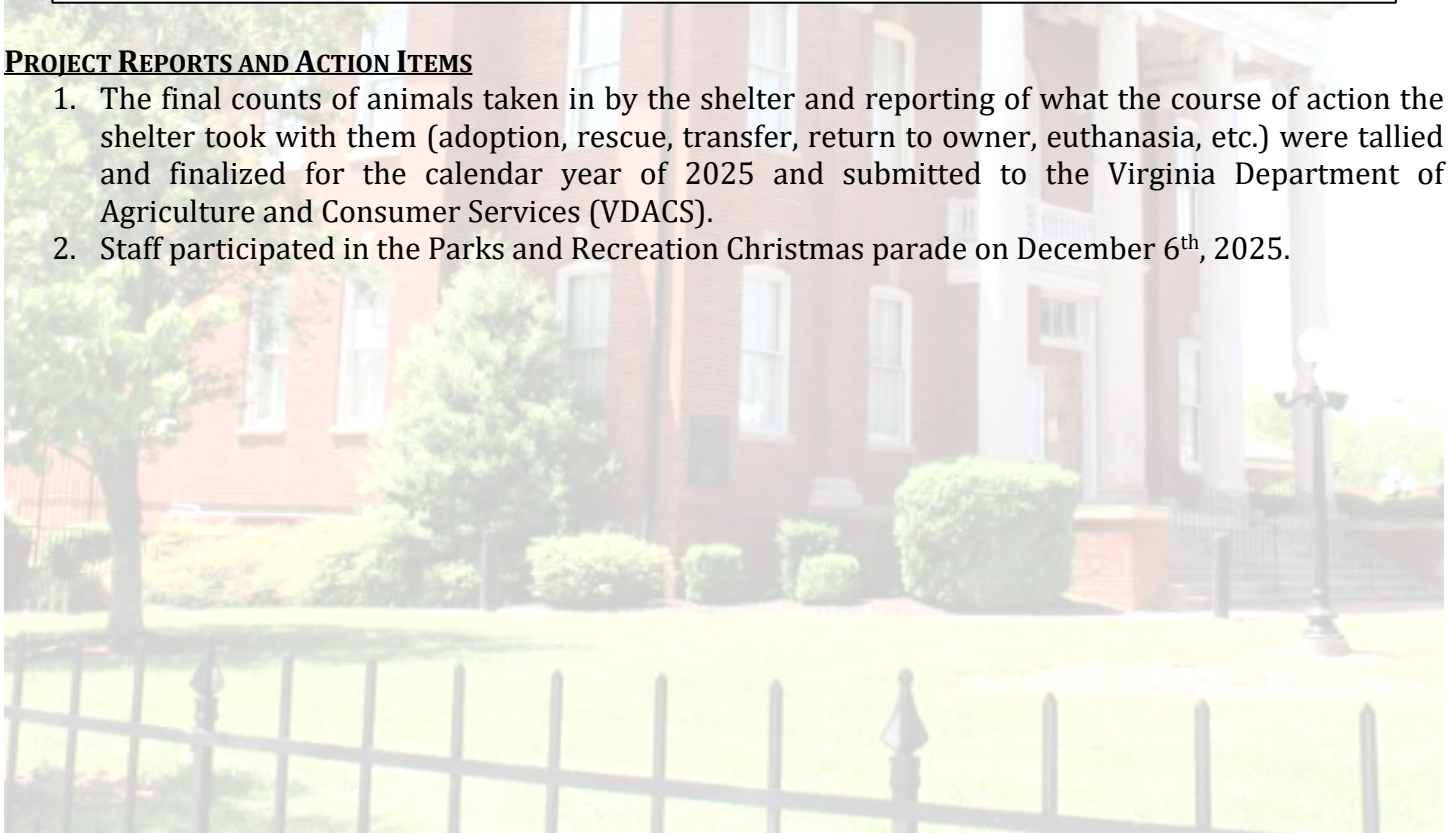 PROJECT REPORTS AND ACTION ITEMS
1. The final counts of animals taken in by the shelter and reporting of what the course of action the
shelter took with them (adoption, rescue, transfer, return to owner, euthanasia, etc.) were tallied
and finalized for the calendar year of 2025 and submitted to the Virginia Department of
Agriculture and Consumer Services (VDACS).
2. Staff participated in the Parks and Recreation Christmas parade on December 6th, 2025.